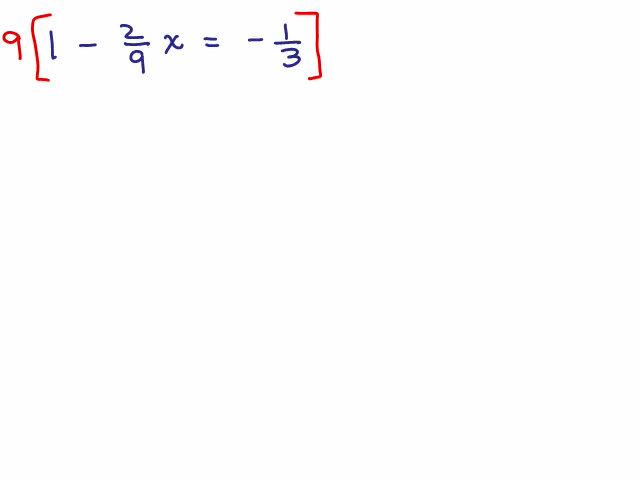 9[1 - 2/9 x = - 1/3]